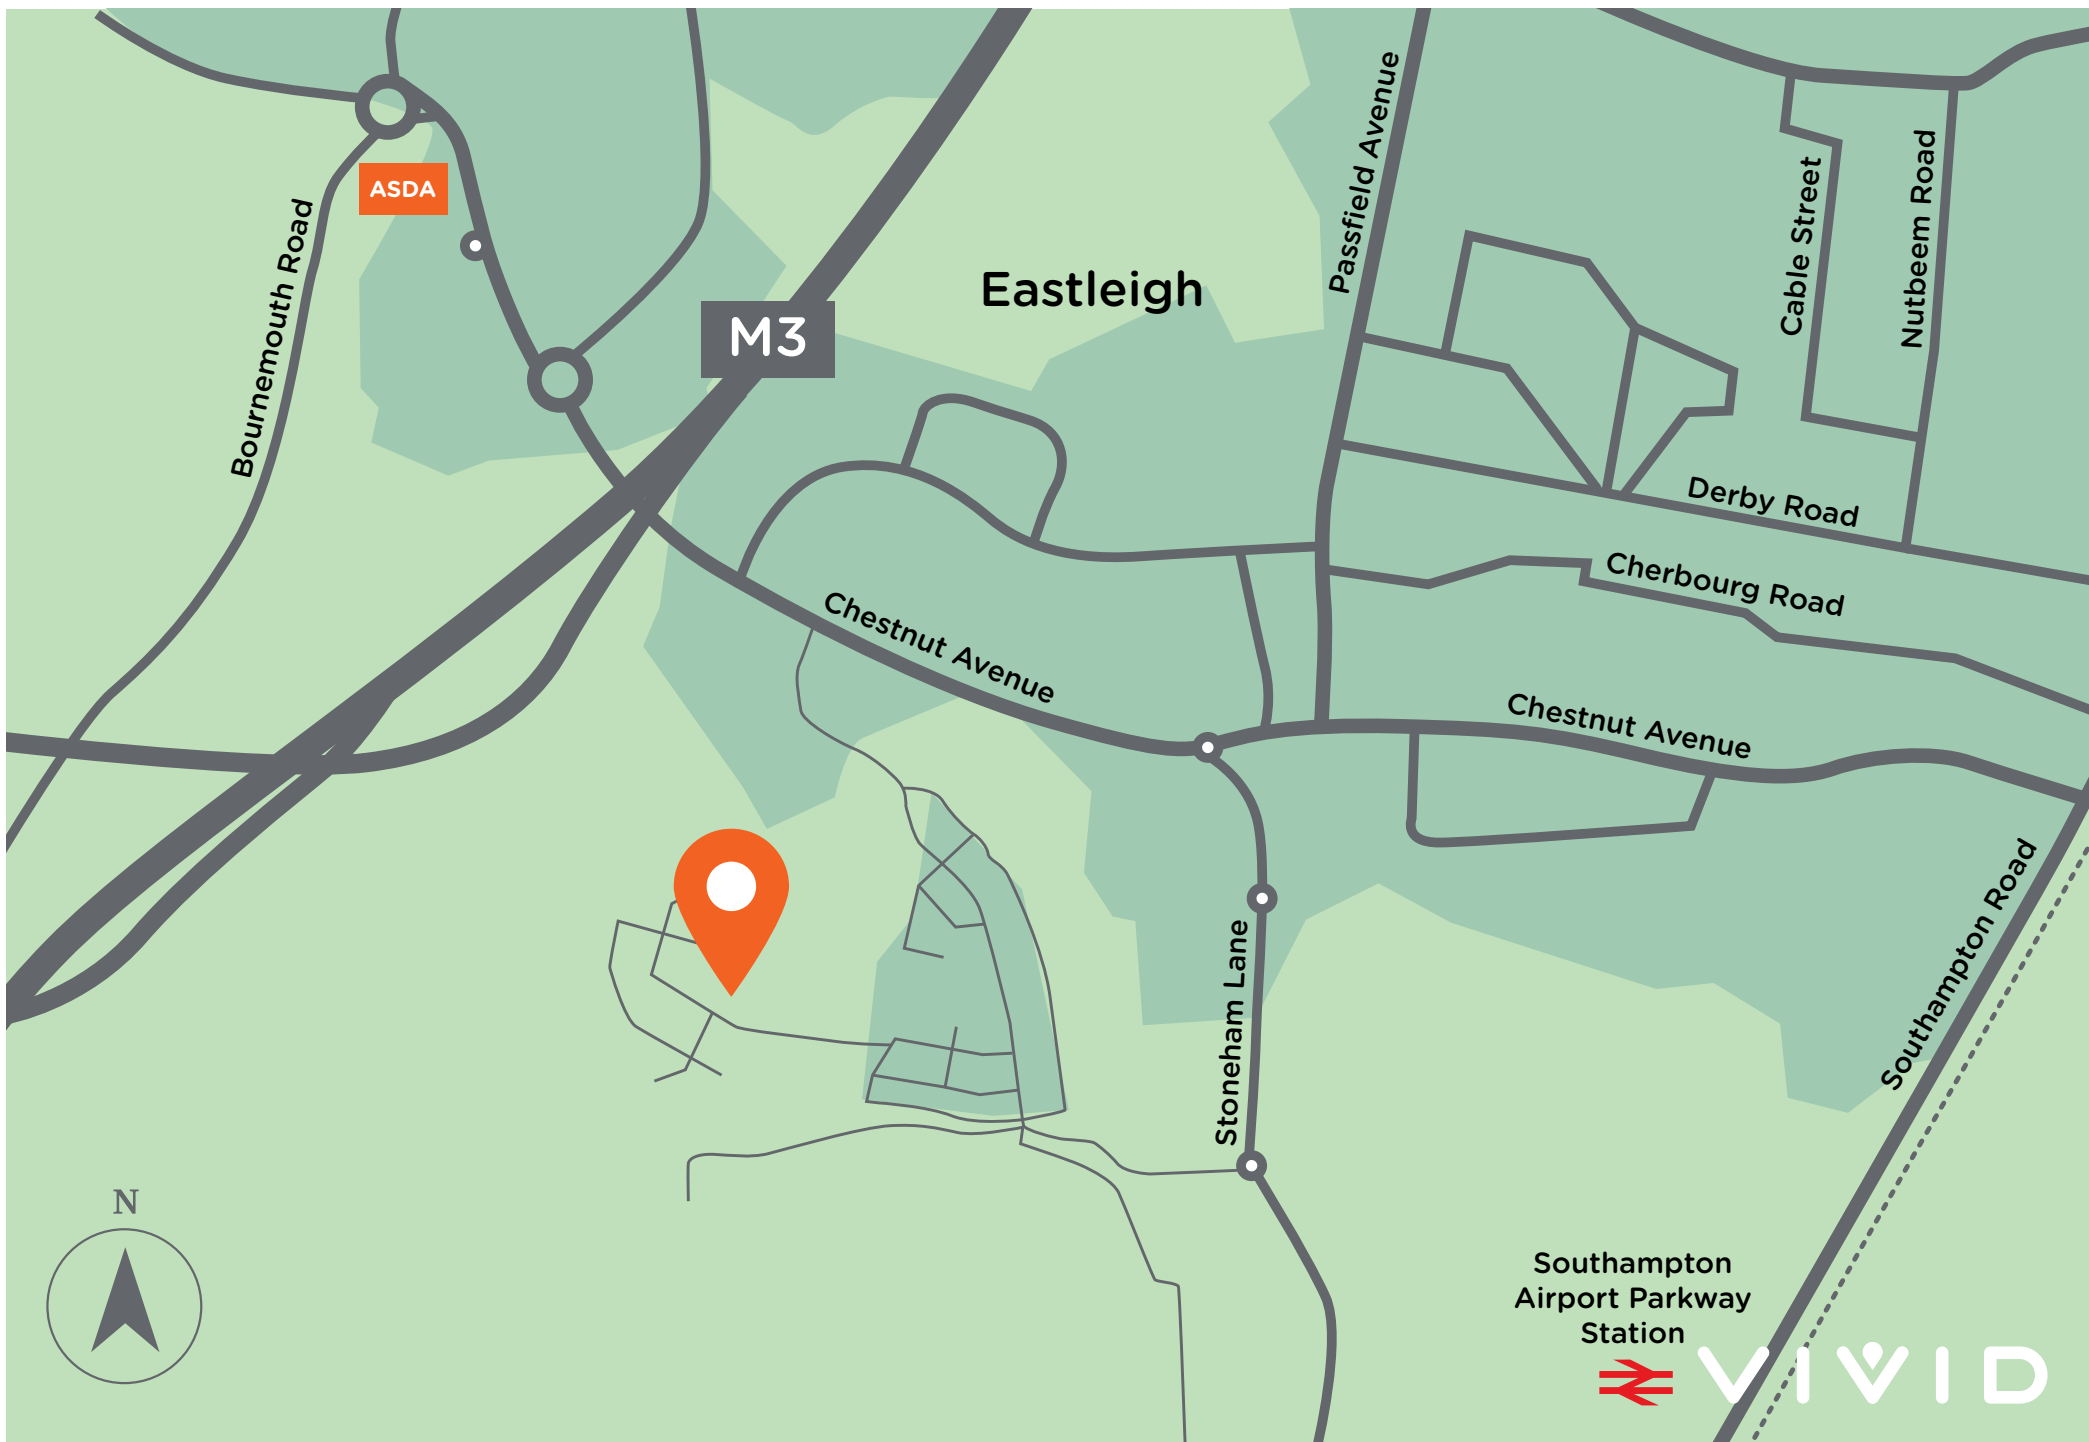 ASDA
Bournemouth Road
M3
Eastleigh
Passfield Avenue
Cable Street
Nutbeem Road
Derby Road
Cherbourg Road
Chestnut Avenue
Chestnut Avenue
Stoneham Lane
Southampton Road
N
Southampton
Airport Parkway
Station
VIVID